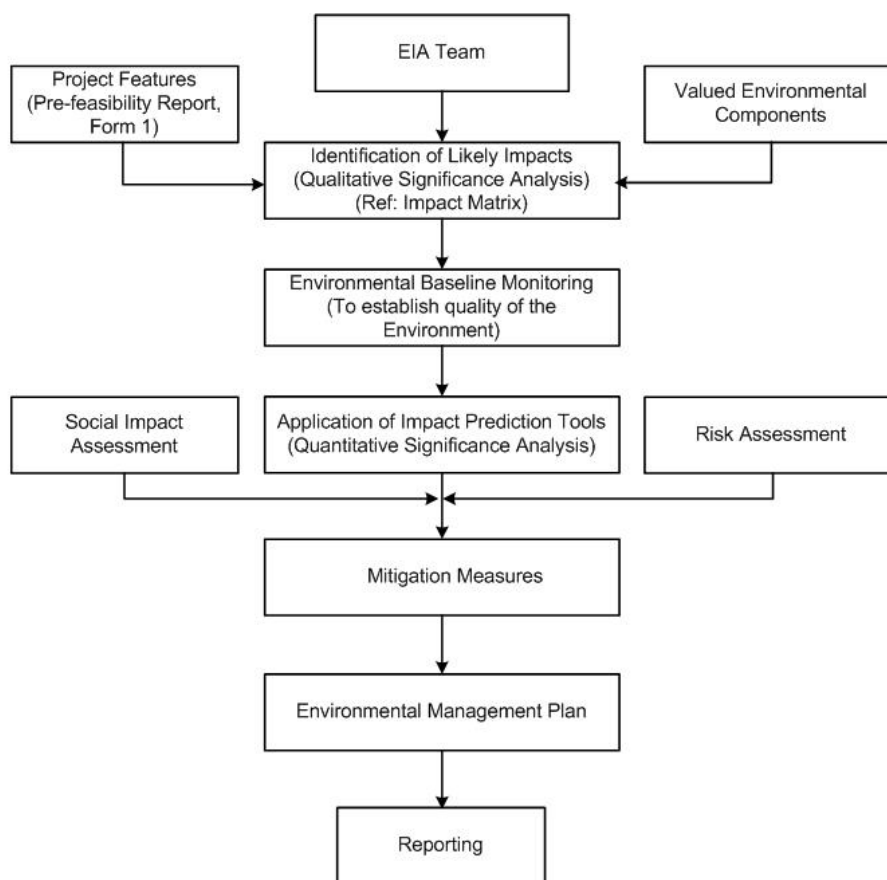 EIA Team
Project Features
(Pre-feasibility Report,
Form 1)
Valued Environmental
Components
Identification of Likely Impacts
(Qualitative Significance Analysis)
(Ref: Impact Matrix)
Environmental Baseline Monitoring
(To establish quality of the
Environment)
Social Impact
Assessment
Application of Impact Prediction Tools
(Quantitative Significance Analysis)
Risk Assessment
Mitigation Measures
Environmental Management Plan
Reporting